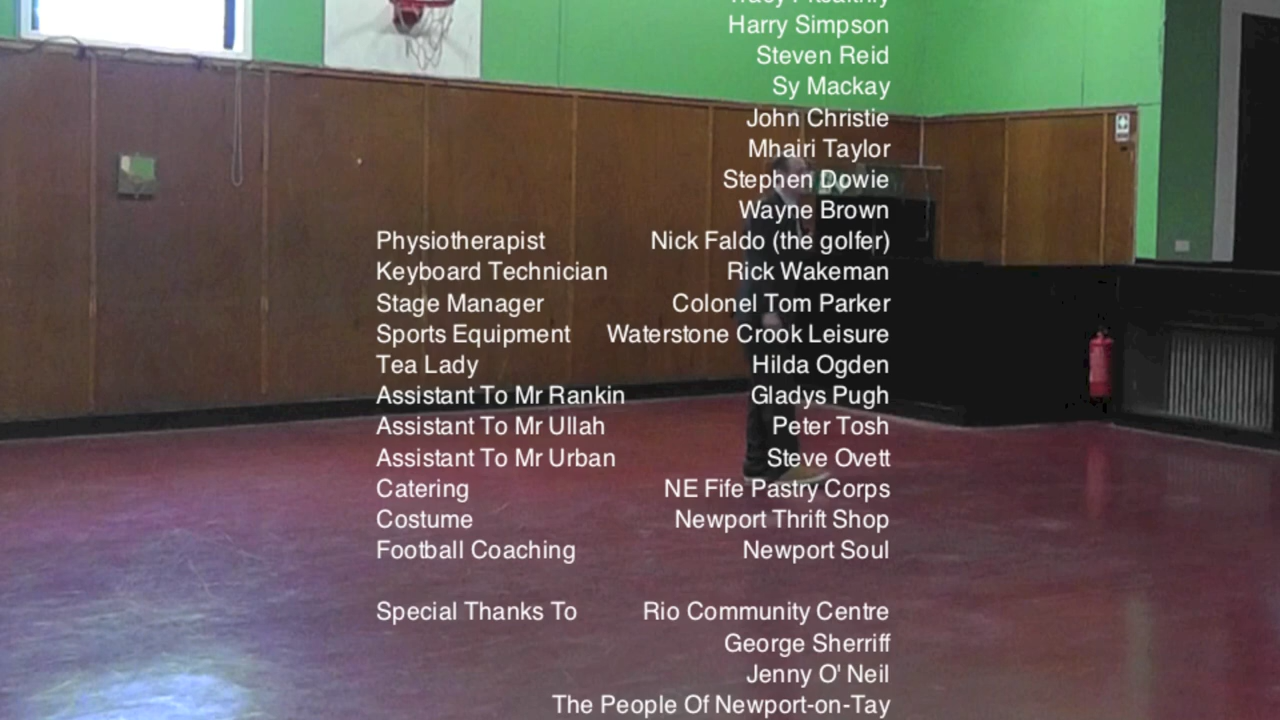 Harry Simpson
Steven Reid
Sy Mackay
John Christie
Mhairi Taylor
Stephen Dowie
Wayne Brown
Physiotherapist Nick Faldo (the golfer)
Keyboard Technician Rick Wakeman
Stage Manager Colonel Tom Parker
Sports Equipment Waterstone Crook Leisure
Tea Lady Hilda Ogden
Assistant To Mr Rankin Gladys Pugh
Assistant To Mr Ullah Peter Tosh
Assistant To Mr Urban Steve Ovett
Catering NE Fife Pastry Corps
Costume Newport Thrift Shop
Football Coaching Newport Soul
Special Thanks To Rio Community Centre
George Sherriff
Jenny O' Neil
The People Of Newport-on-Tay